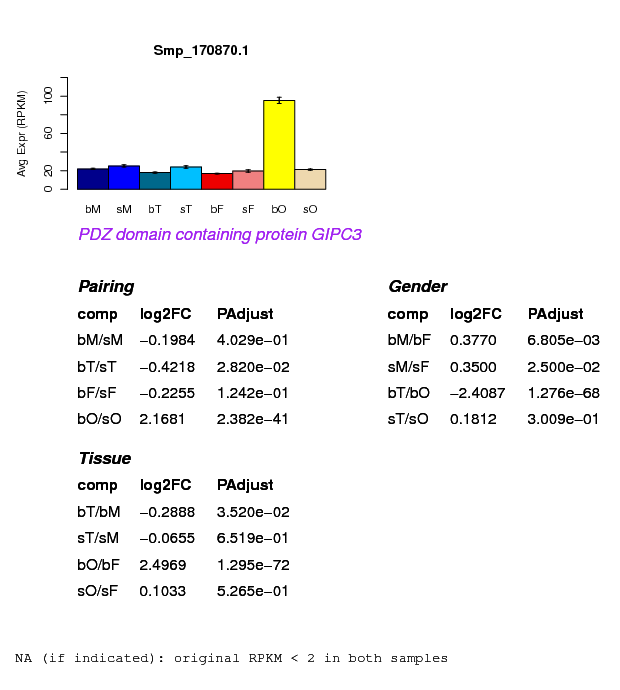 Smp_170870.1
Avg Expr (RPKM)
0 20 60 100
bM sM bT sT bF sF bO sO
PDZ domain containing protein GIPC3
Pairing
comp log2FC PAdjust
bM/sM −0.1984 4.029e−01
bT/sT −0.4218 2.820e−02
bF/sF −0.2255 1.242e−01
bO/sO 2.1681 2.382e−41
Gender
comp log2FC PAdjust
bM/bF 0.3770 6.805e−03
sM/sF 0.3500 2.500e−02
bT/bO −2.4087 1.276e−68
sT/sO 0.1812 3.009e−01
Tissue
comp log2FC PAdjust
bT/bM −0.2888 3.520e−02
sT/sM −0.0655 6.519e−01
bO/bF 2.4969 1.295e−72
sO/sF 0.1033 5.265e−01
NA (if indicated): original RPKM < 2 in both samples